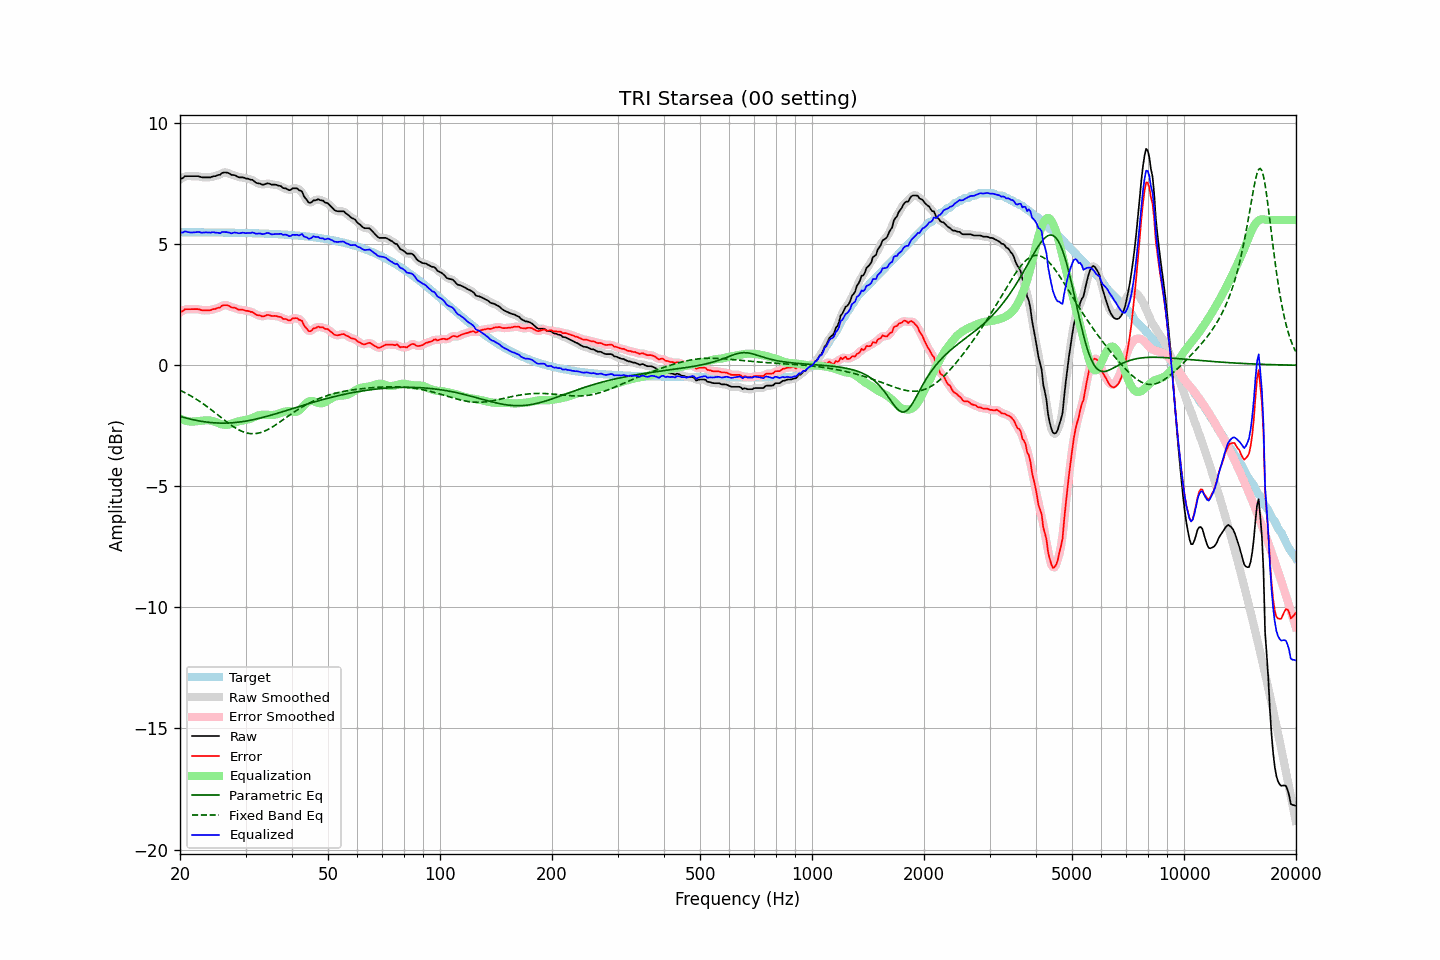 TRI Starsea (00 setting)
10
5
0
−5
−10
−15
−20
Amplitude (dBr)
Target
Raw Smoothed
Error Smoothed
Raw
Error
Equalization
Parametric Eq
Fixed Band Eq
Equalized
20 50 100 200 500 1000 2000 5000 10000 20000
Frequency (Hz)